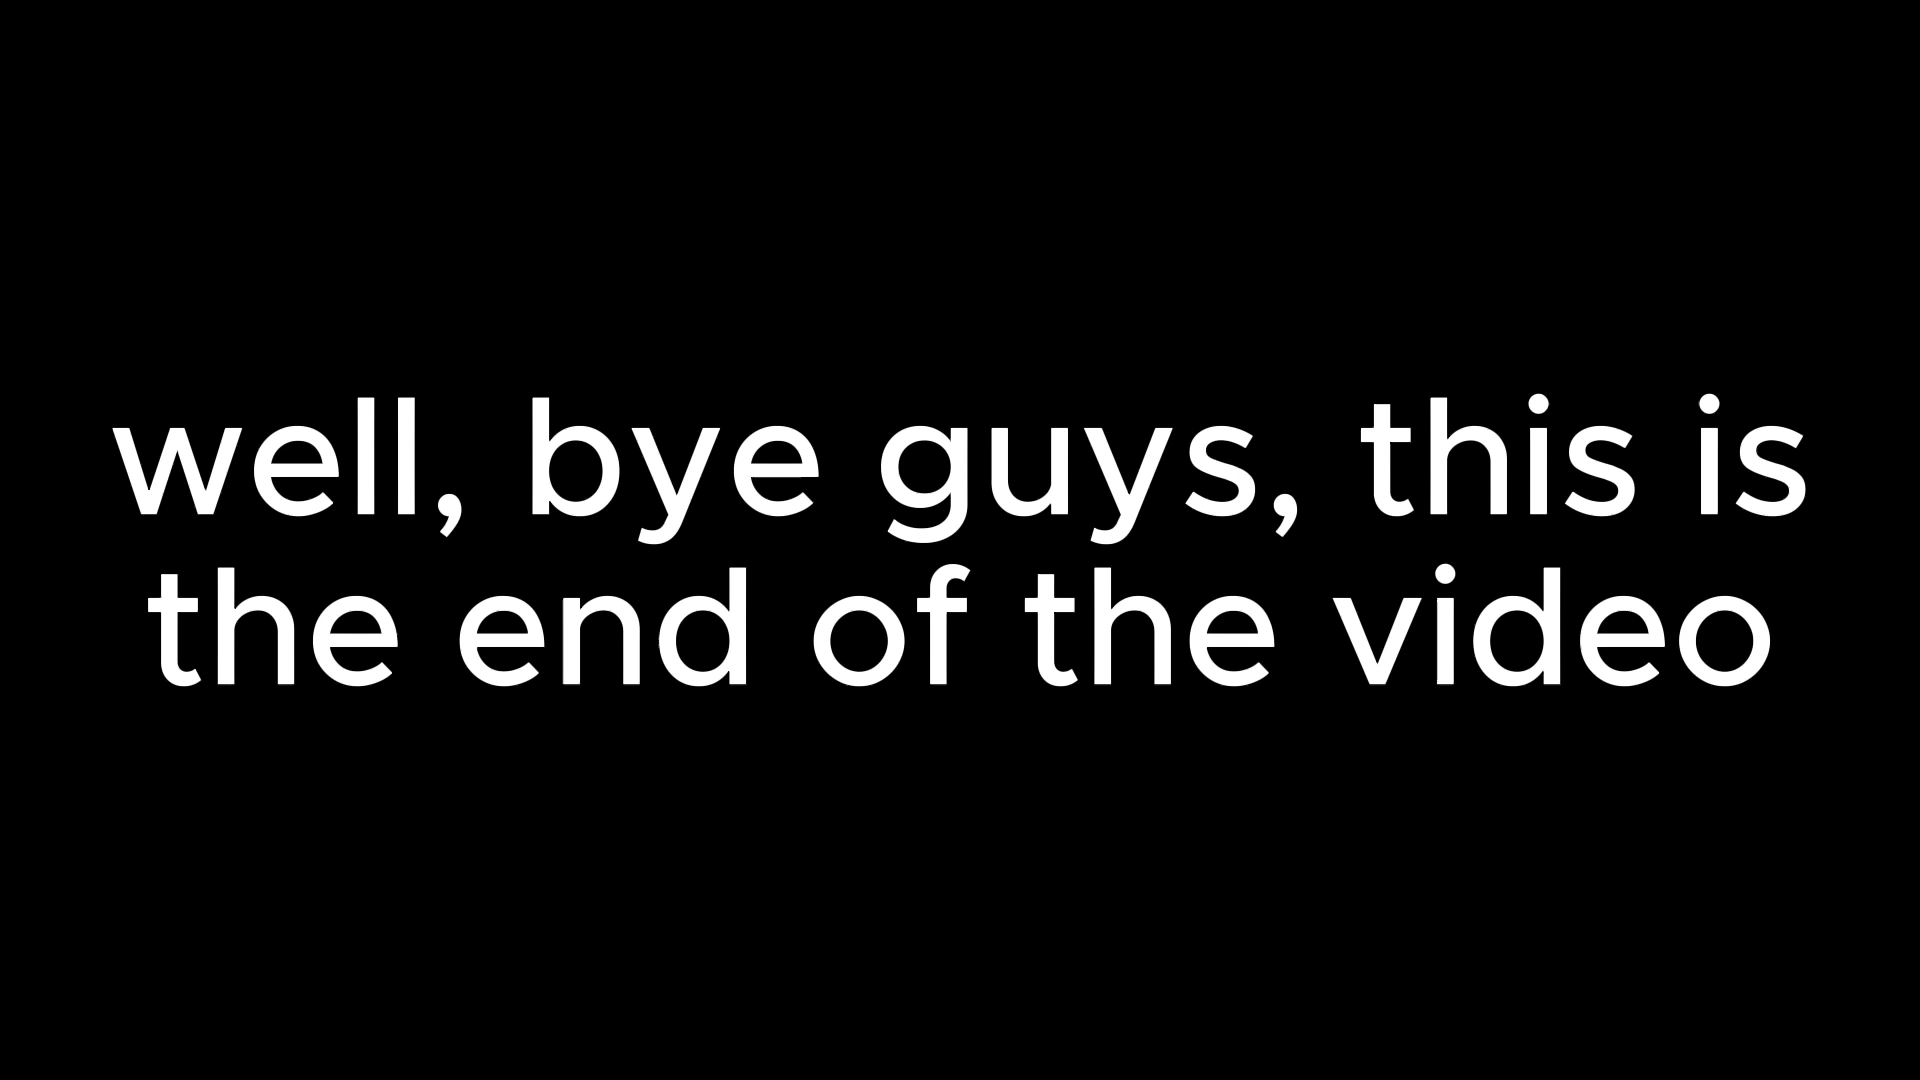 well, bye guys, this is
the end of the video